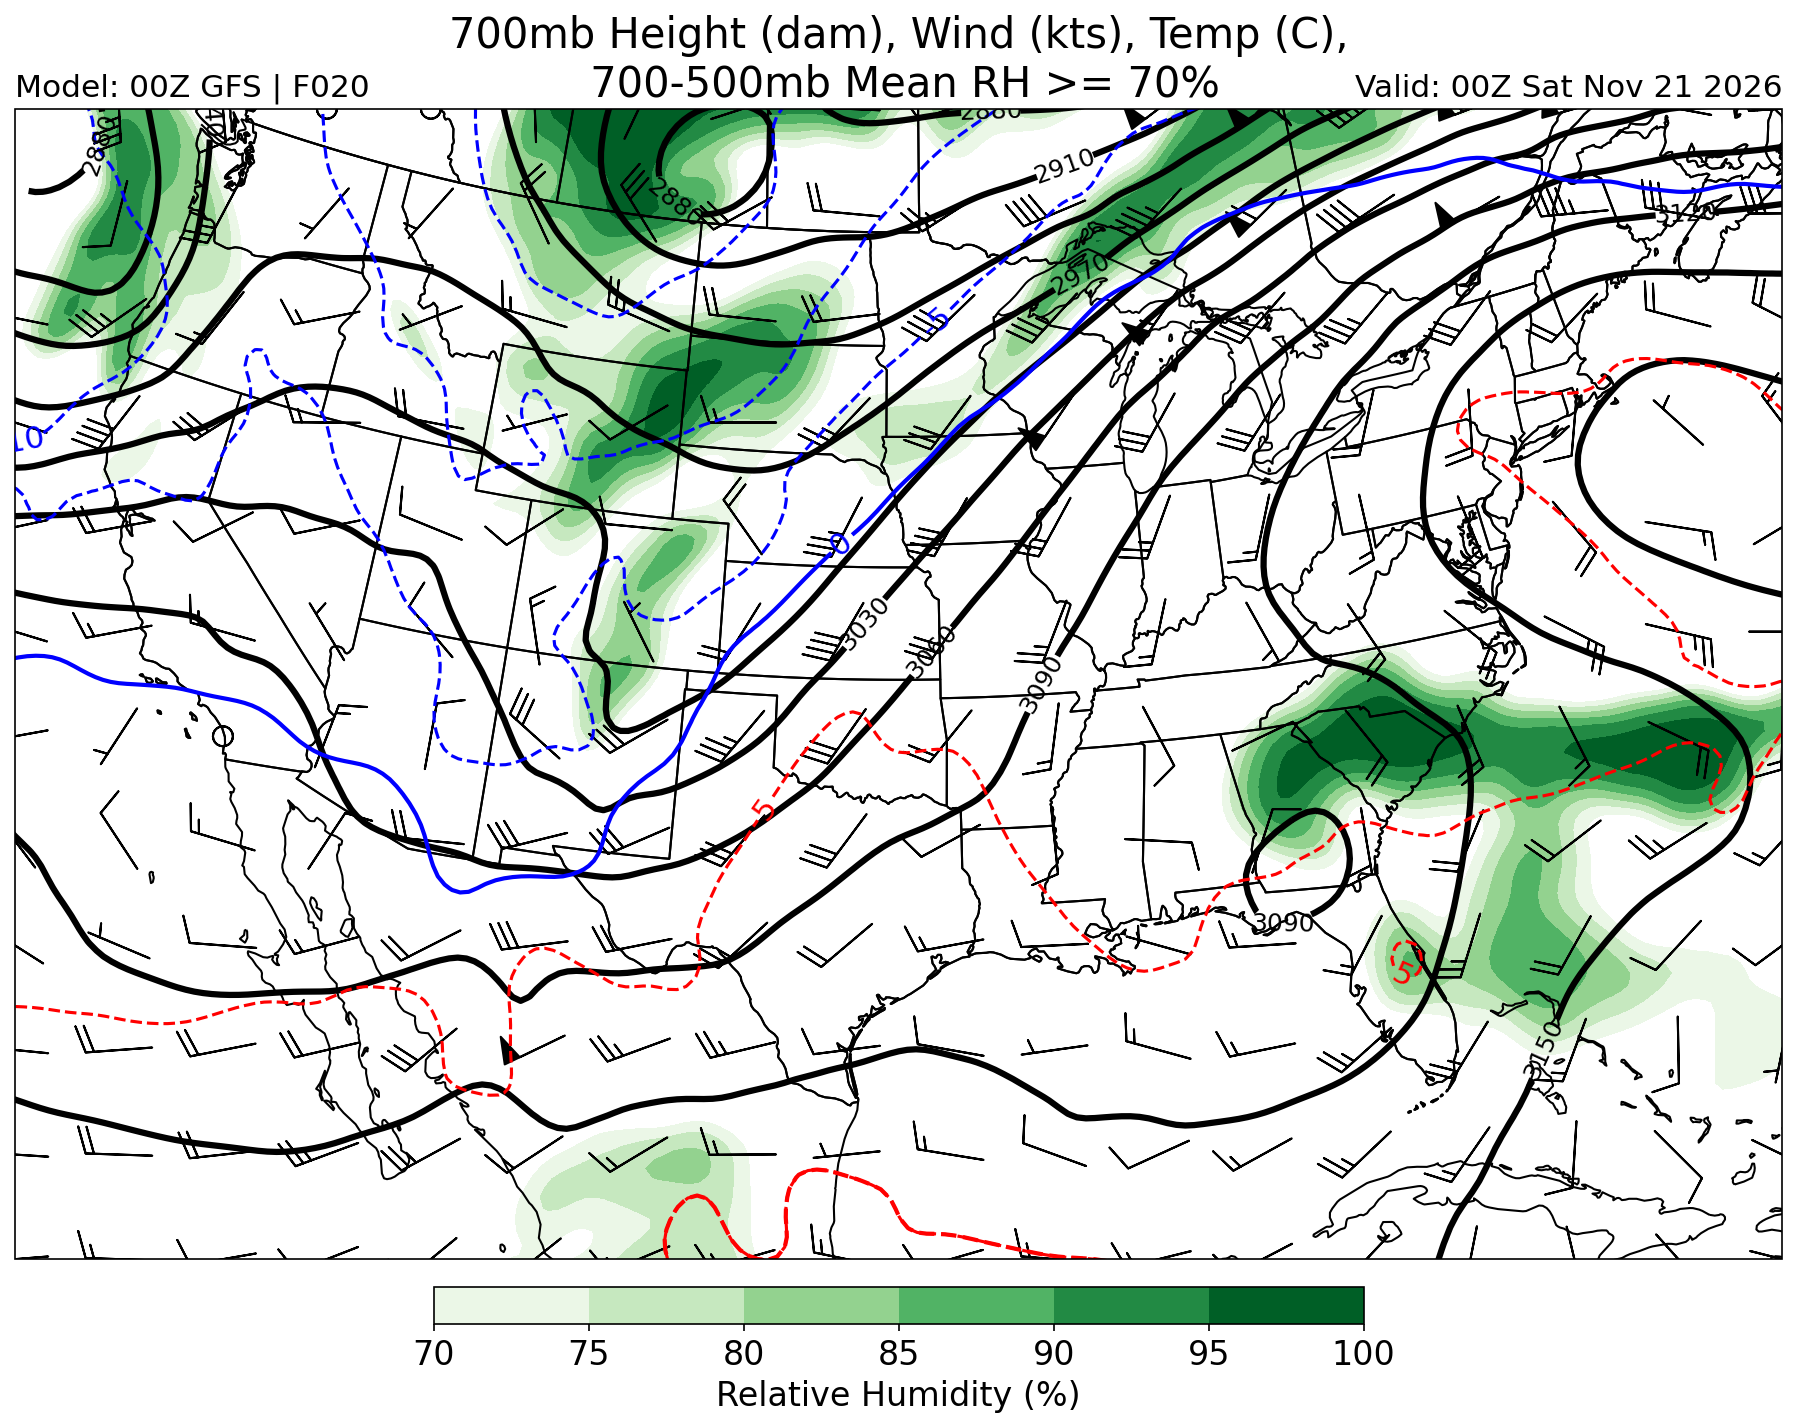 700mb Height (dam), Wind (kts), Temp (C),
700-500mb Mean RH >= 70%
Model: 00Z GFS | F020
Valid: 00Z Sat Nov 21 2026
2880
2910
2880
2970
3120
-5
10
0
3030
3060
3090
5
3090
5
3150
70 75 80 85 90 95 100
Relative Humidity (%)